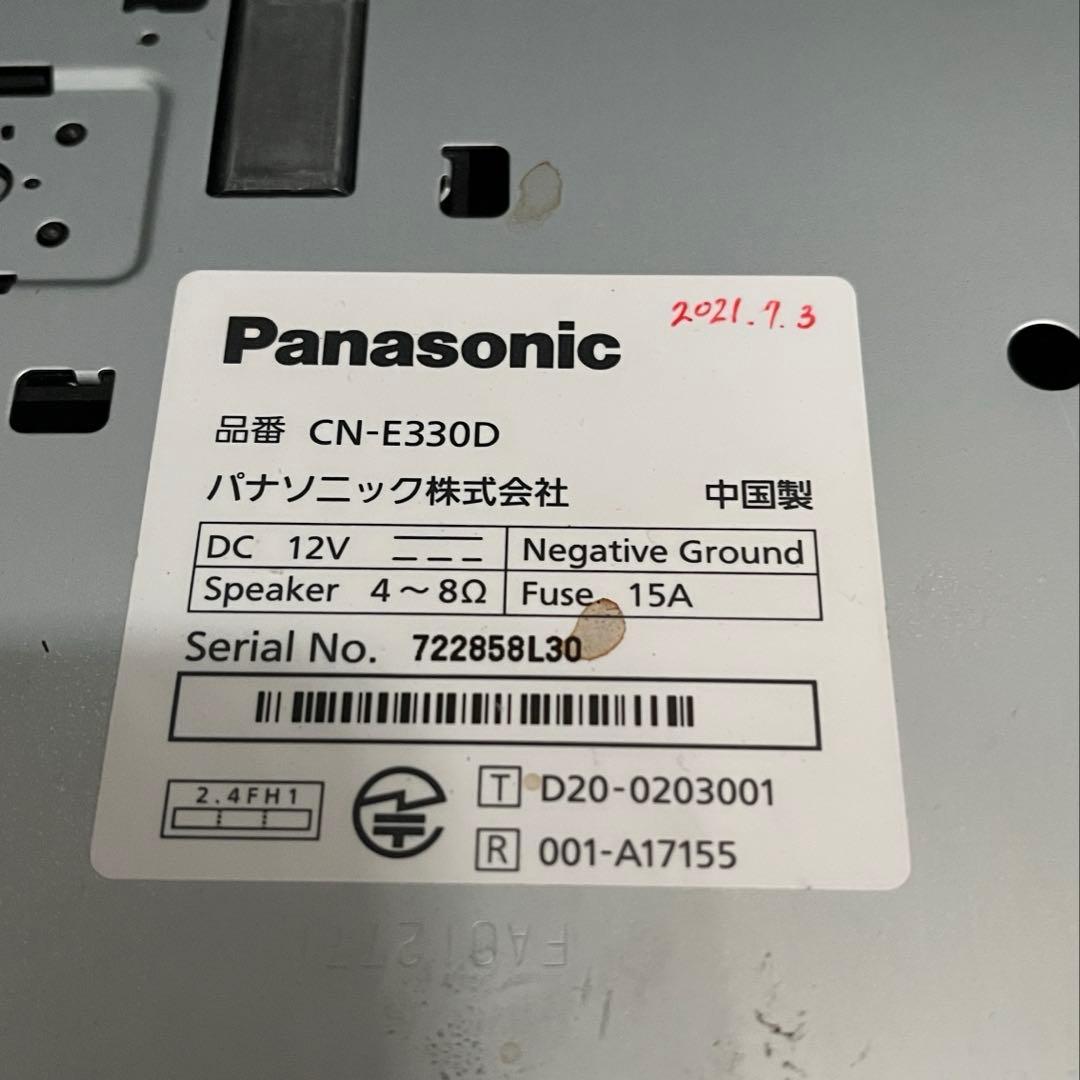 2021.7.3
Panasonic
品番 CN-E330D
パナソニック株式会社 中国製
DC 12V Negative Ground
Speaker 4～8Ω Fuse 15A
Serial No. 722858L30
2.4FH1
T D20-0203001
R 001-A17155